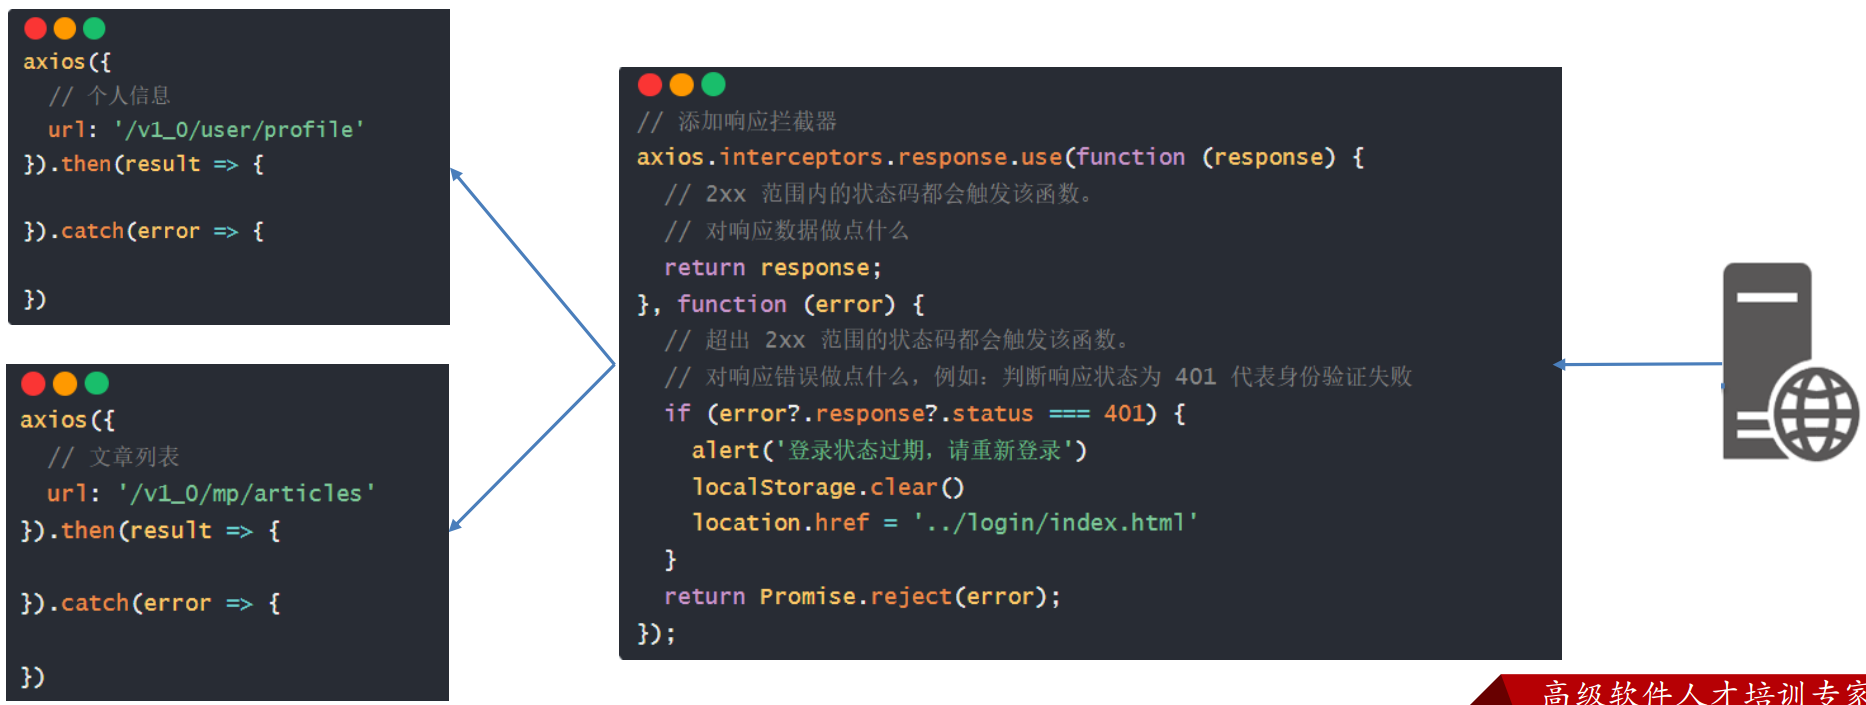 axios({
  // 个人信息
  url: '/v1_0/user/profile'
}).then(result => {
}).catch(error => {
})
axios({
  // 文章列表
  url: '/v1_0/mp/articles'
}).then(result => {
}).catch(error => {
})
// 添加响应拦截器
axios.interceptors.response.use(function (response) {
  // 2xx 范围内的状态码都会触发该函数。
  // 对响应数据做点什么
  return response;
}, function (error) {
  // 超出 2xx 范围的状态码都会触发该函数。
  // 对响应错误做点什么，例如：判断响应状态为 401 代表身份验证失败
  if (error?.response?.status === 401) {
    alert('登录状态过期，请重新登录')
    localStorage.clear()
    location.href = '../login/index.html'
  }
  return Promise.reject(error);
});
高级软件人才培训专家